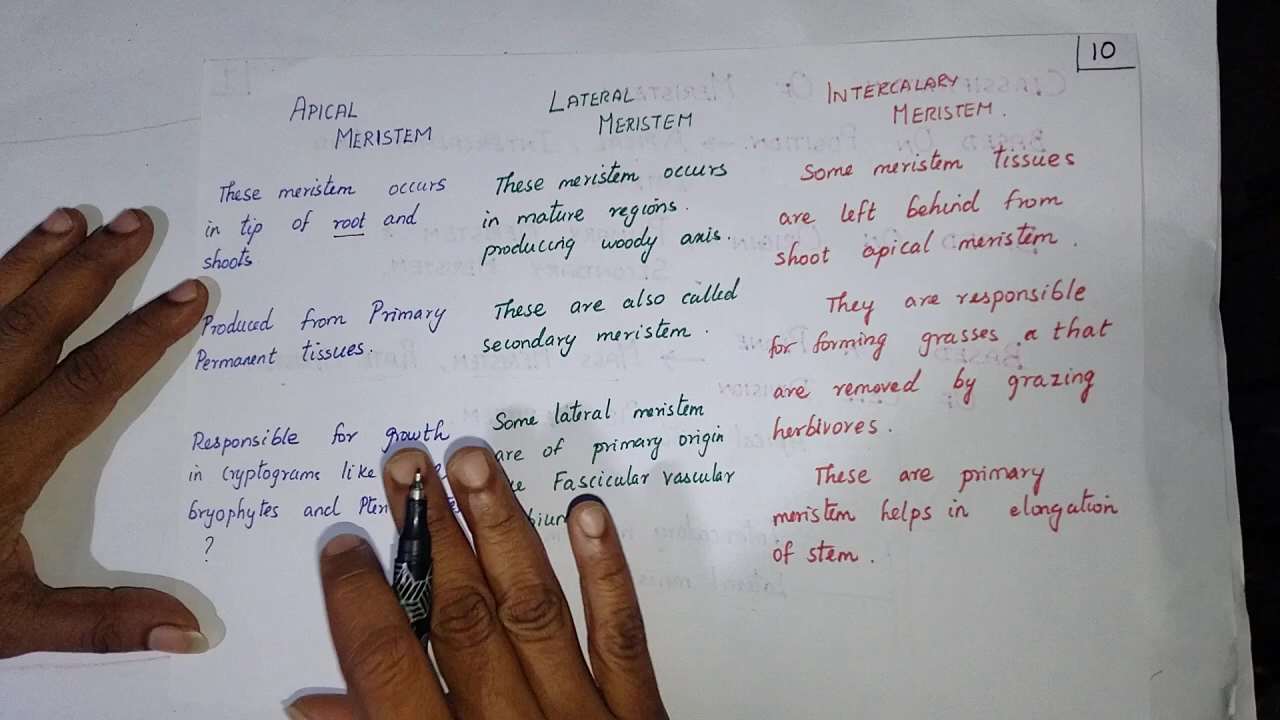 10
APICAL
MERISTEM
These meristem occurs
in tip of root and
shoots
Produced from Primary
Permanent tissues.
Responsible for growth
in cryptograms like
bryophytes and
?
LATERAL
MERISTEM
These meristem occurs
in mature regions.
producing woody axis.
These are also called
secondary meristem.
Some lateral meristem
are of primary origin
Fascicular vascular
INTERCALARY
MERISTEM.
Some meristem tissues
are left behind from
shoot apical meristem.
They are responsible
for forming grasses a that
are removed by grazing
herbivores.
These are primary
meristem helps in elongation
of stem.